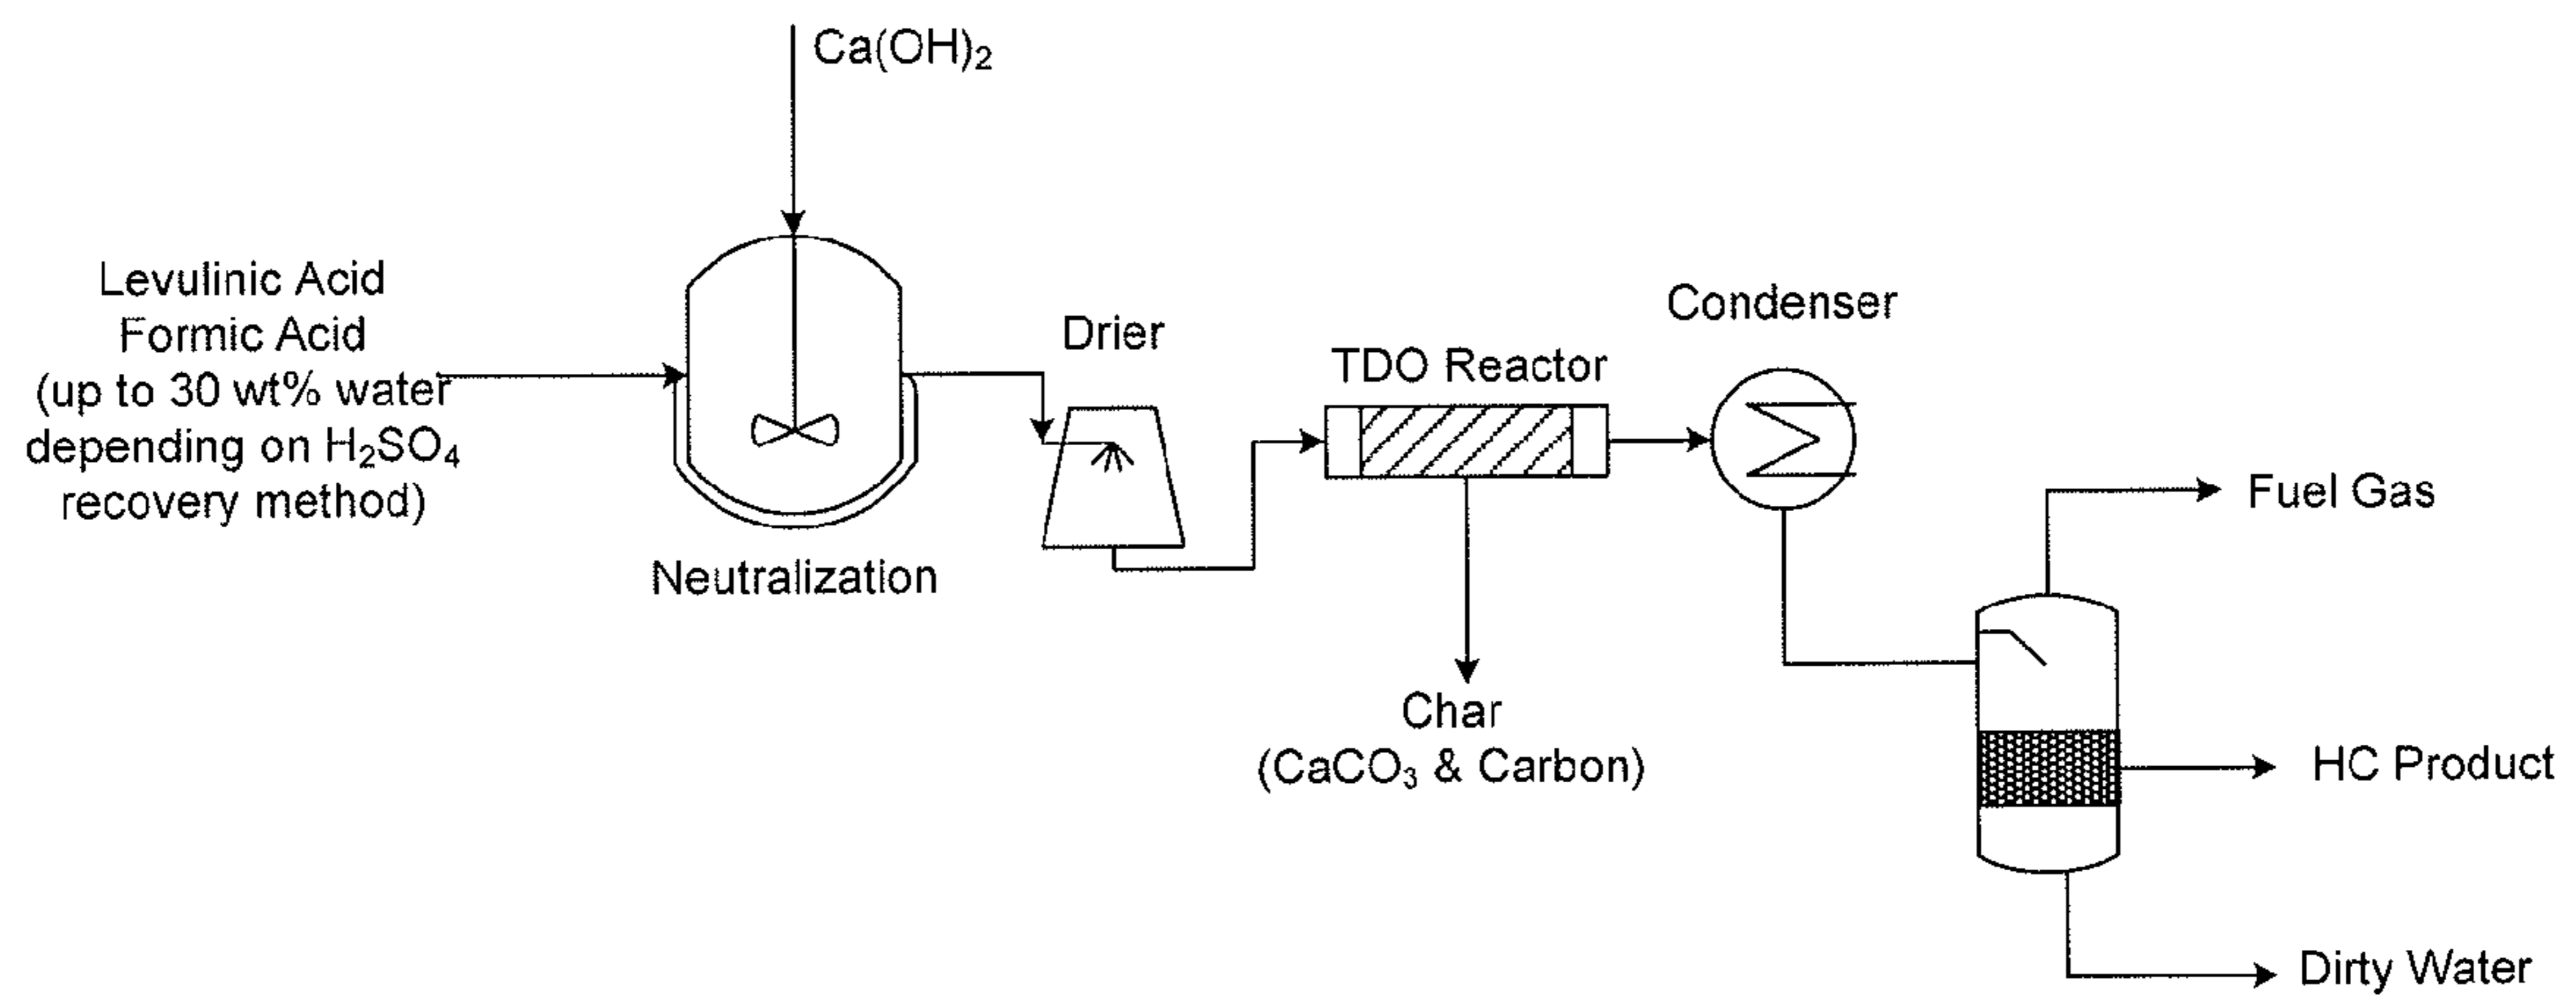 Ca(OH)₂
Levulinic Acid
Formic Acid
(up to 30 wt% water
depending on H₂SO₄
recovery method)
Neutralization
Drier
TDO Reactor
Condenser
Char
(CaCO₃ & Carbon)
Fuel Gas
HC Product
Dirty Water